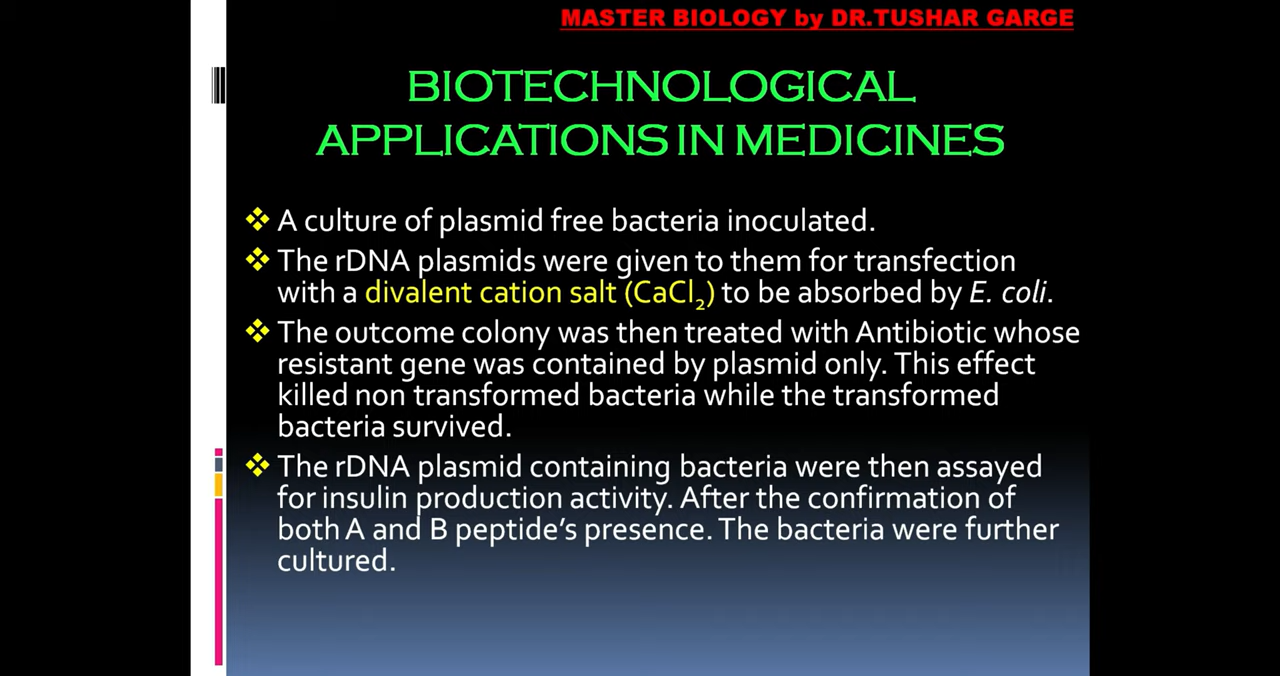 MASTER BIOLOGY by DR.TUSHAR GARGE
BIOTECHNOLOGICAL
APPLICATIONS IN MEDICINES
A culture of plasmid free bacteria inoculated.
The rDNA plasmids were given to them for transfection
with a divalent cation salt (CaCl₂) to be absorbed by E. coli.
The outcome colony was then treated with Antibiotic whose
resistant gene was contained by plasmid only. This effect
killed non transformed bacteria while the transformed
bacteria survived.
The rDNA plasmid containing bacteria were then assayed
for insulin production activity. After the confirmation of
both A and B peptide's presence. The bacteria were further
cultured.